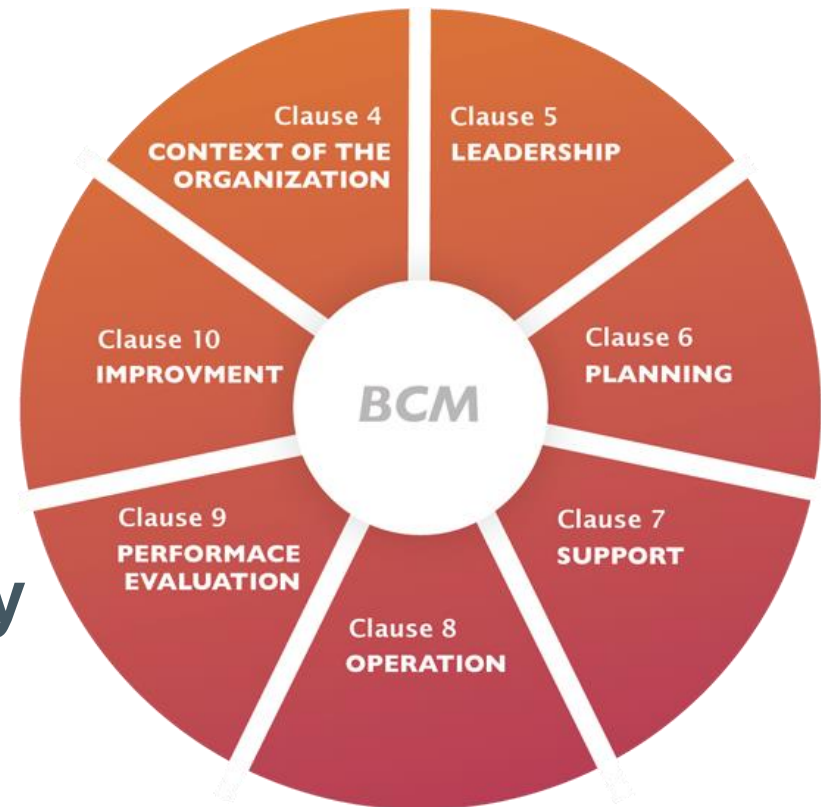 Clause 4
CONTEXT OF THE
ORGANIZATION
Clause 5
LEADERSHIP
Clause 6
PLANNING
Clause 7
SUPPORT
Clause 8
OPERATION
Clause 9
PERFORMACE
EVALUATION
Clause 10
IMPROVMENT
BCM
y